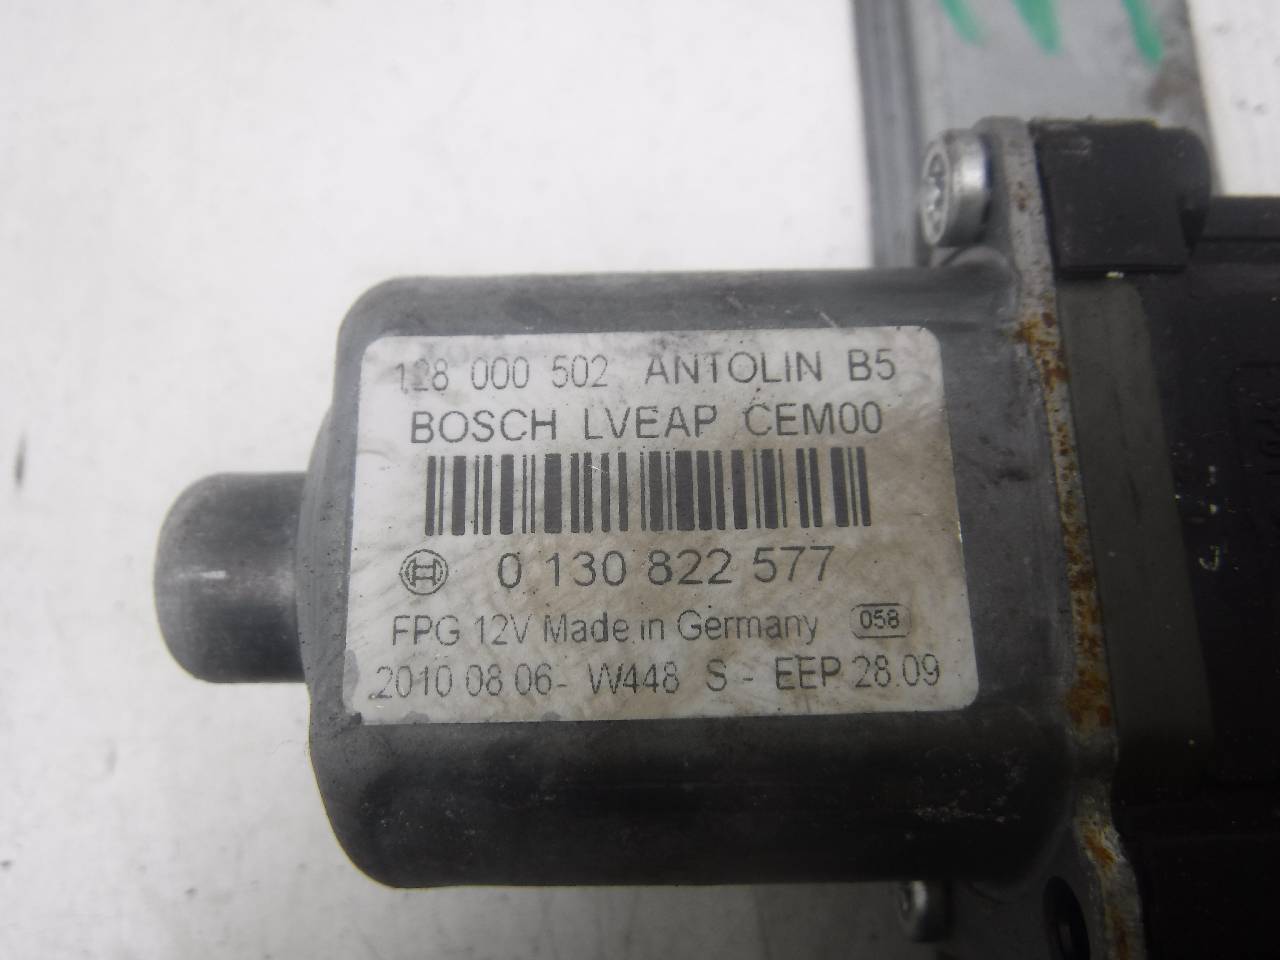 128 000 502 ANTOLIN B5
BOSCH LVEAP CEM00
0 130 822 577
FPG 12V Made in Germany 058
2010 08 06- W448 S - EEP 28.09